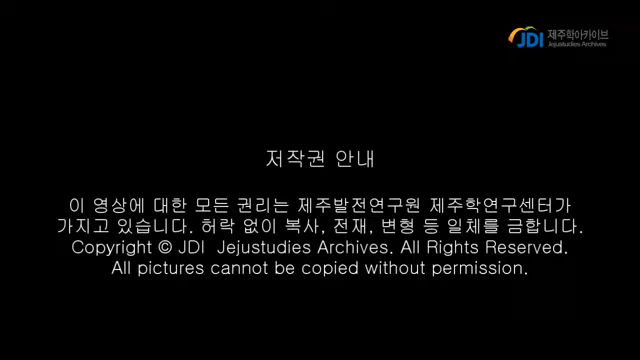 JDI 제주학아카이브
Jejustudies Archives
저작권 안내
이 영상에 대한 모든 권리는 제주발전연구원 제주학연구센터가
가지고 있습니다. 허락 없이 복사, 전재, 변형 등 일체를 금합니다.
Copyright © JDI Jejustudies Archives. All Rights Reserved.
All pictures cannot be copied without permission.